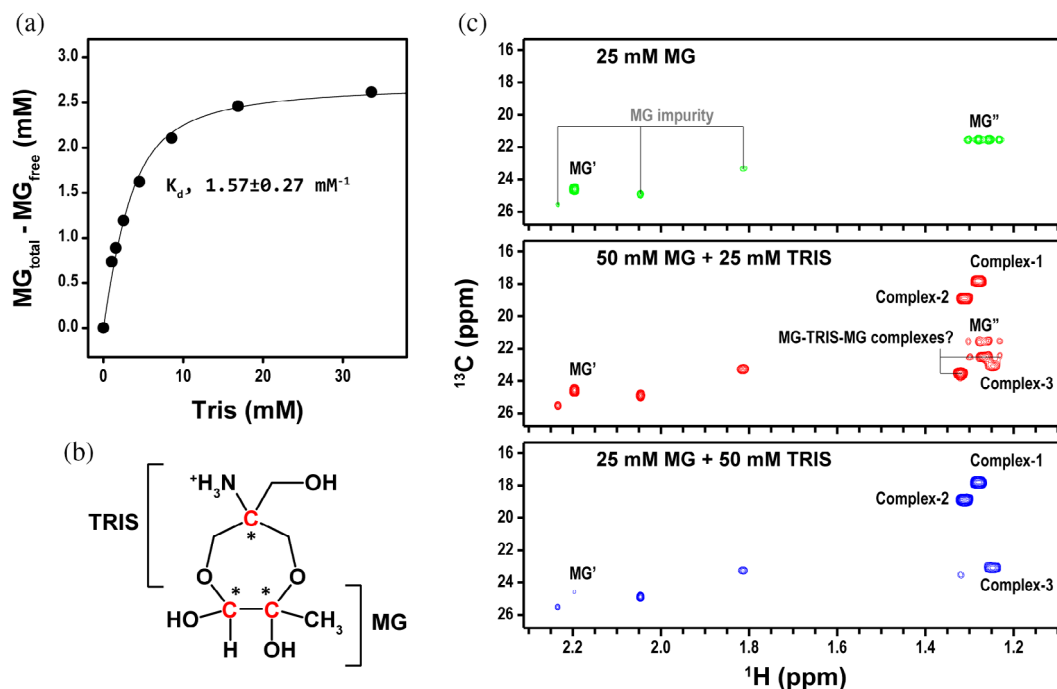 (a)
3.0
2.5
2.0
1.5
1.0
0.5
0.0
MGtotal - MGfree (mM)
Kd, 1.57±0.27 mM-1
0 10 20 30
Tris (mM)
(b)
TRIS
+H3N
OH
C
*
O O
* *
C C
HO CH3
H OH
MG
(c)
25 mM MG
16
18
20
22
24
26
MG impurity
MG'
MG"
50 mM MG + 25 mM TRIS
16
18
20
22
24
26
Complex-1
Complex-2
MG-TRIS-MG complexes?
MG"
MG'
Complex-3
13C (ppm)
25 mM MG + 50 mM TRIS
16
18
20
22
24
26
Complex-1
Complex-2
MG'
Complex-3
2.2 2.0 1.8 1.6 1.4 1.2
1H (ppm)